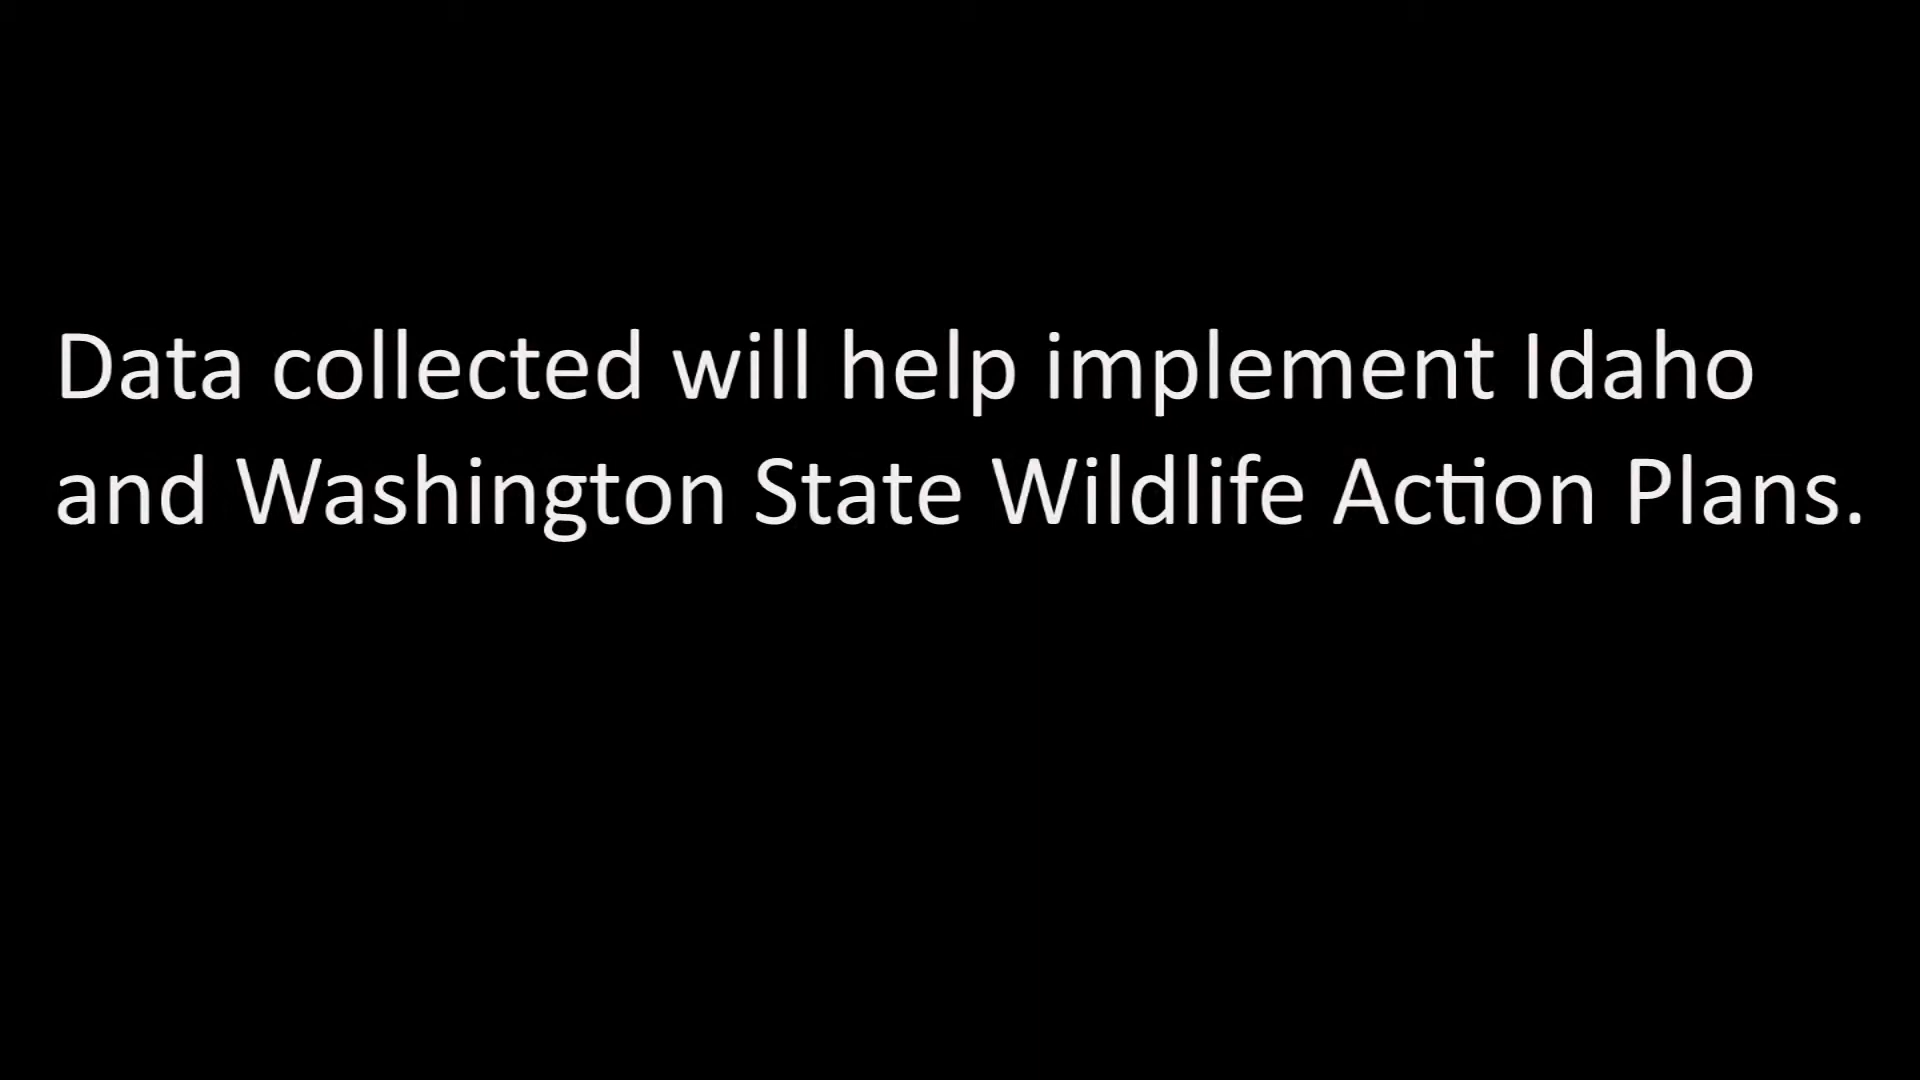 Data collected will help implement Idaho
and Washington State Wildlife Action Plans.